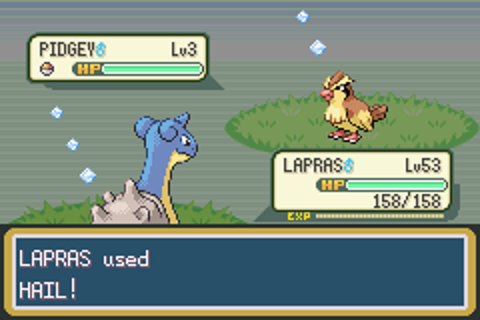 PIDGEY♂ Lv3
HP
LAPRAS♂ Lv53
HP
158/158
EXP
LAPRAS used
HAIL!